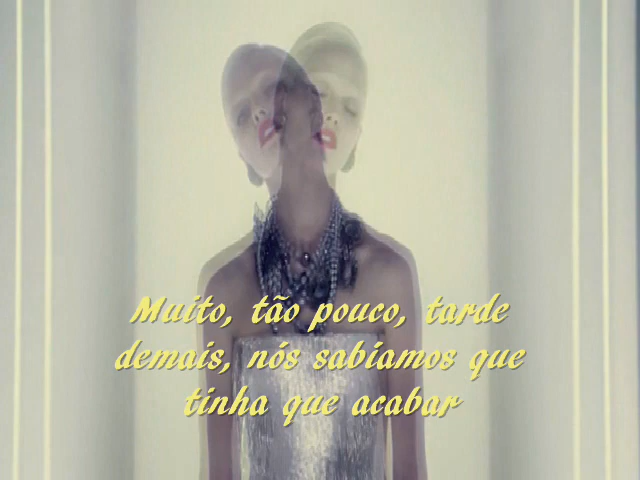 Muito, tão pouco, tarde
demais, nós sabíamos que
tinha que acabar